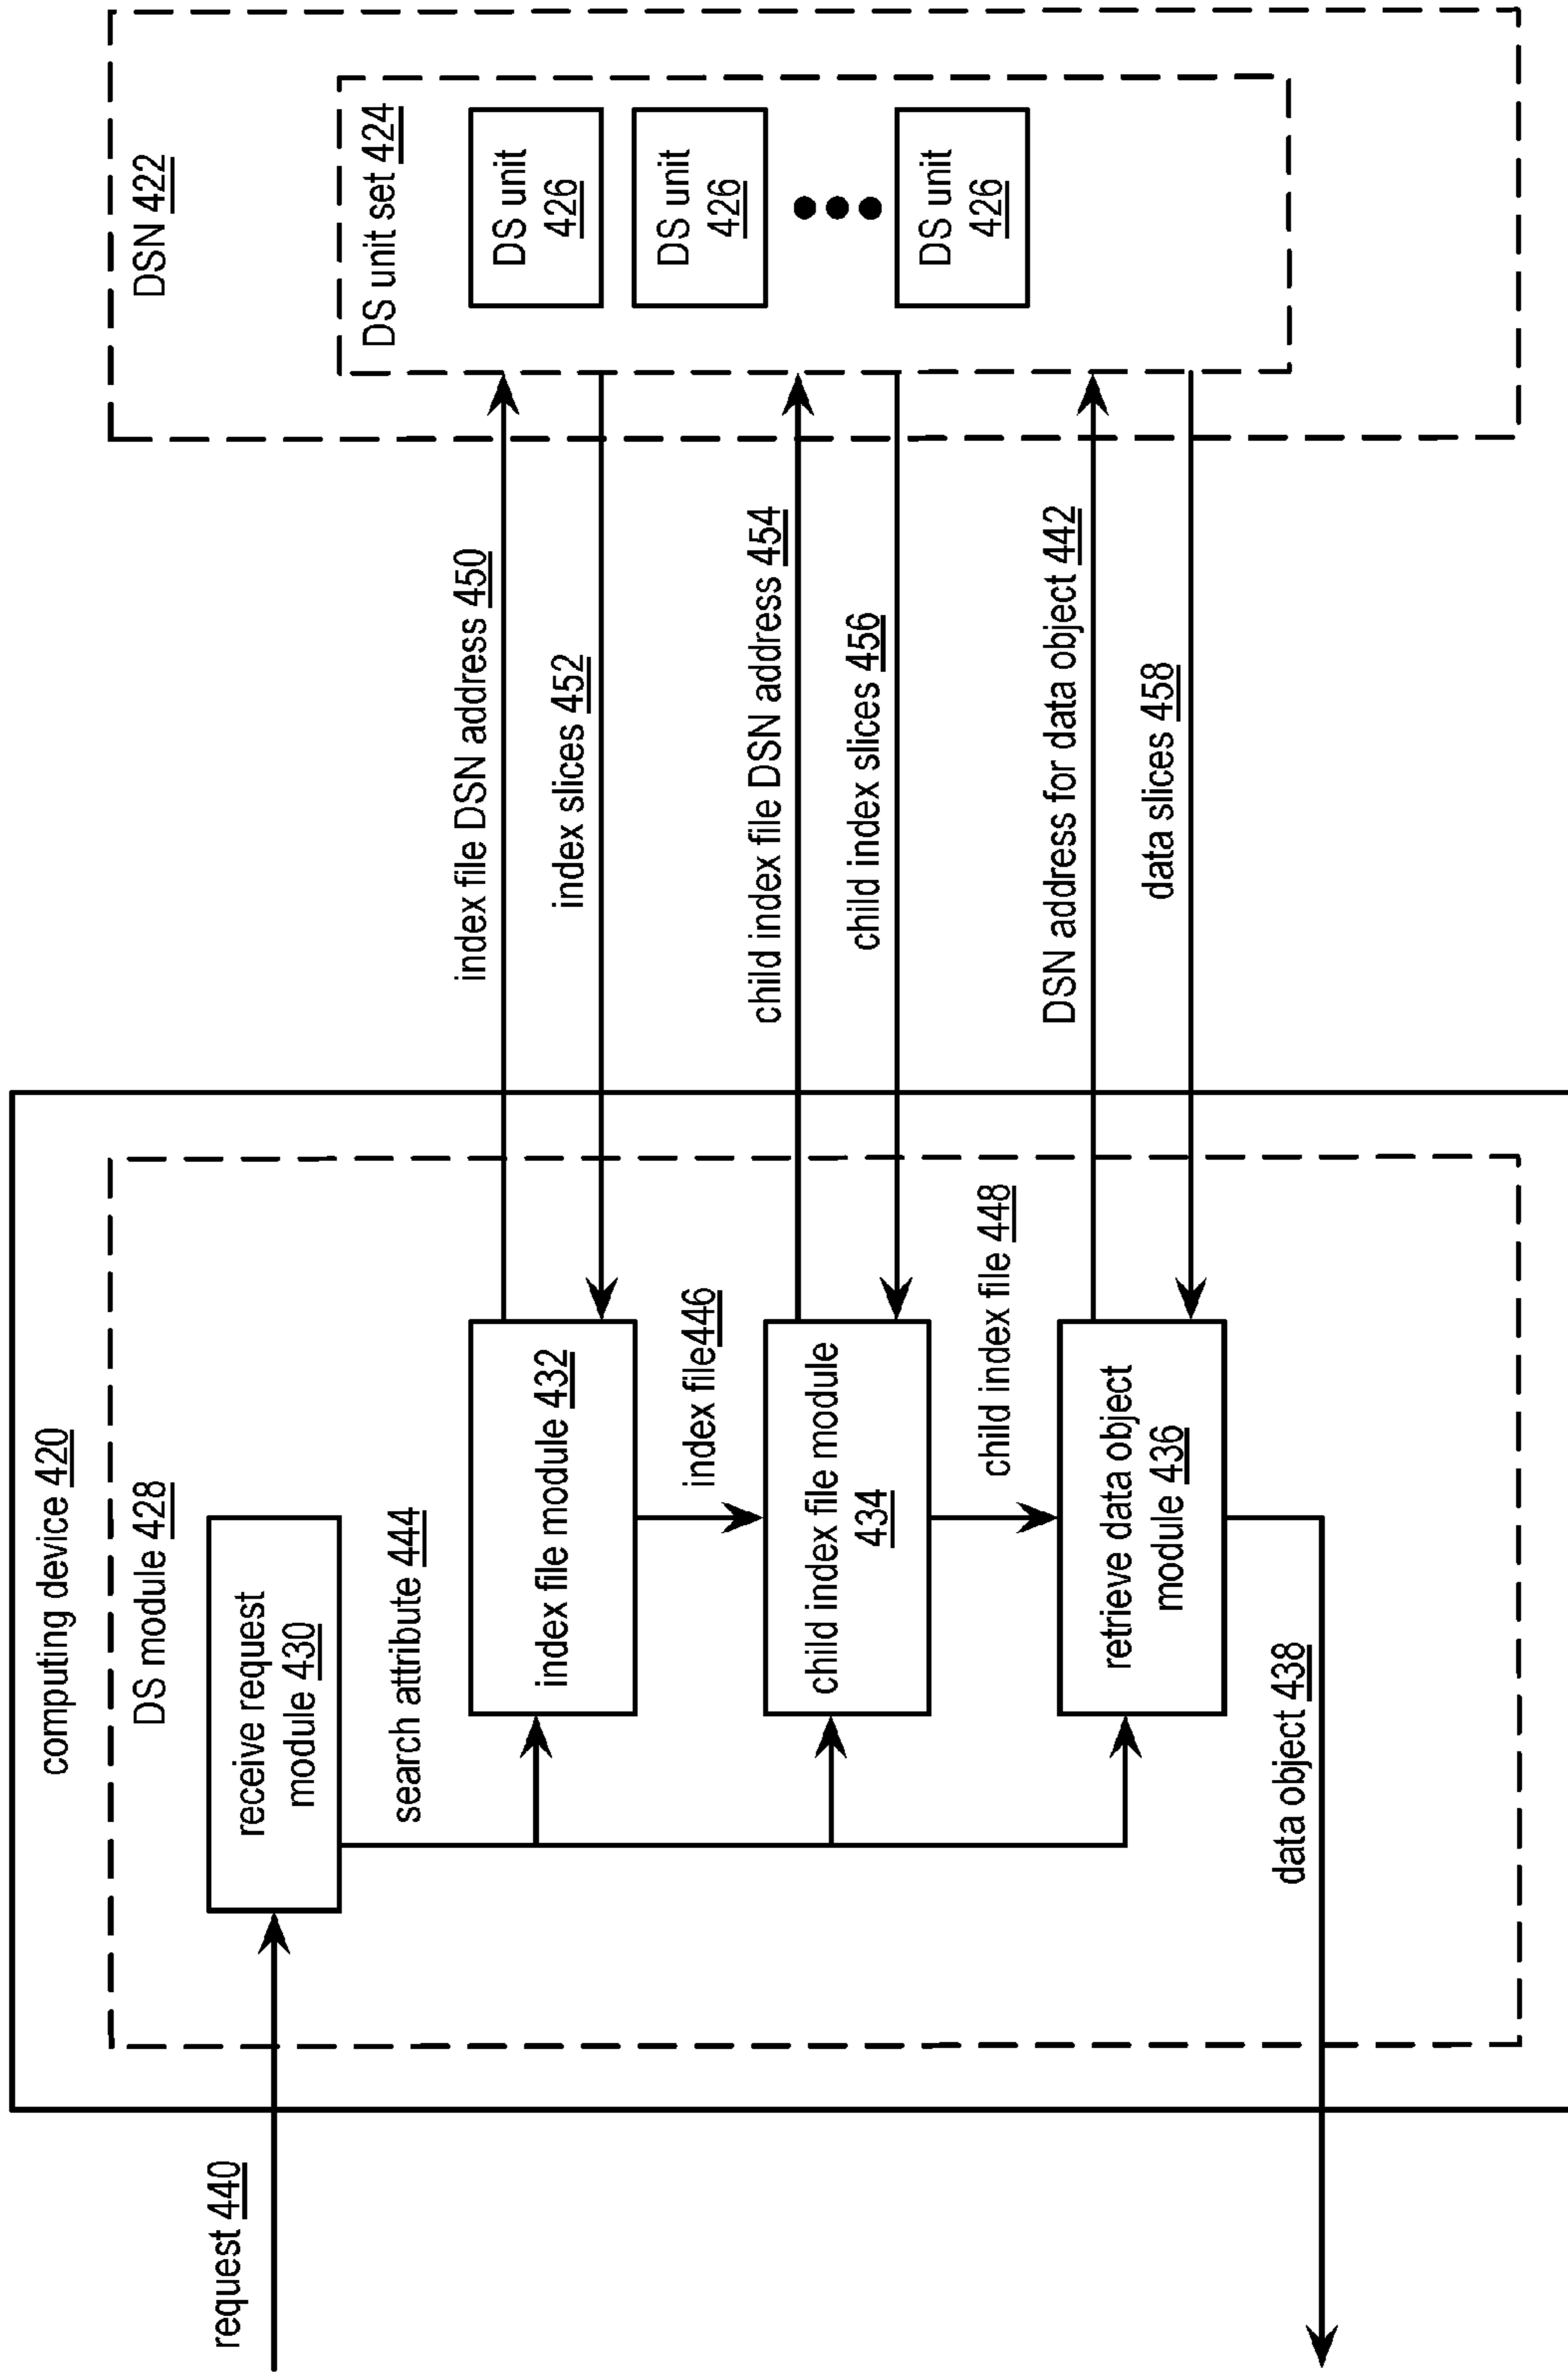 computing device 420
DS module 428
DSN 422
request 440
receive request
module 430
search attribute 444
index file module 432
index file446
child index file module
434
child index file 448
retrieve data object
module 436
data object 438
index file DSN address 450
index slices 452
child index file DSN address 454
child index slices 456
DSN address for data object 442
data slices 458
DS unit set 424
DS unit
426
DS unit
426
DS unit
426